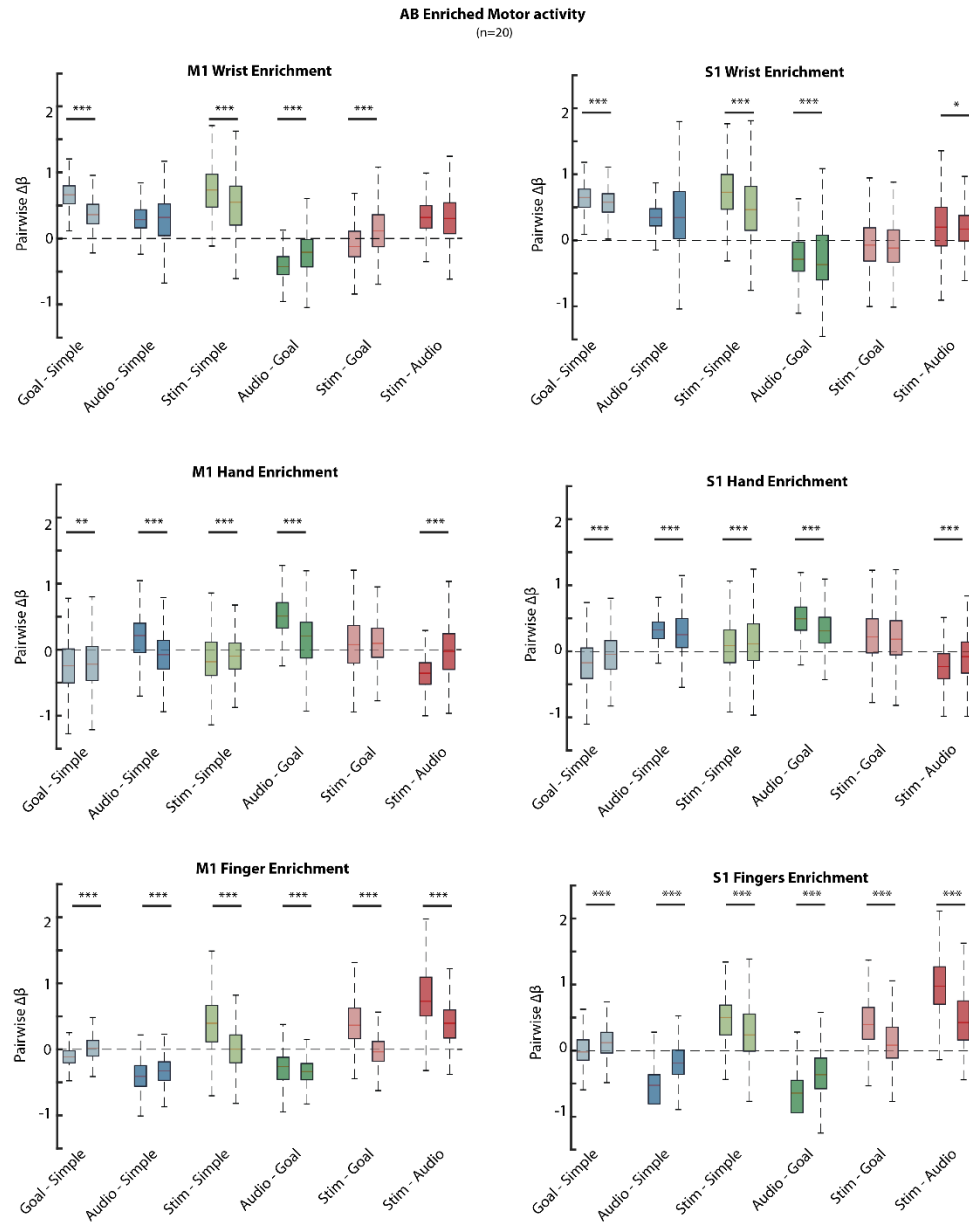 AB Enriched Motor activity
(n=20)
M1 Wrist Enrichment
2
1
0
-1
Pairwise Δβ
*** *** *** ***
Goal - Simple
Audio - Simple
Stim - Simple
Audio - Goal
Stim - Goal
Stim - Audio
S1 Wrist Enrichment
2
1
0
-1
Pairwise Δβ
*** *** *** *
Goal - Simple
Audio - Simple
Stim - Simple
Audio - Goal
Stim - Goal
Stim - Audio
M1 Hand Enrichment
2
1
0
-1
Pairwise Δβ
** *** *** *** ***
Goal - Simple
Audio - Simple
Stim - Simple
Audio - Goal
Stim - Goal
Stim - Audio
S1 Hand Enrichment
2
1
0
-1
Pairwise Δβ
*** *** *** *** ***
Goal - Simple
Audio - Simple
Stim - Simple
Audio - Goal
Stim - Goal
Stim - Audio
M1 Finger Enrichment
2
1
0
-1
Pairwise Δβ
*** *** *** *** *** ***
Goal - Simple
Audio - Simple
Stim - Simple
Audio - Goal
Stim - Goal
Stim - Audio
S1 Fingers Enrichment
2
1
0
-1
Pairwise Δβ
*** *** *** *** *** ***
Goal - Simple
Audio - Simple
Stim - Simple
Audio - Goal
Stim - Goal
Stim - Audio